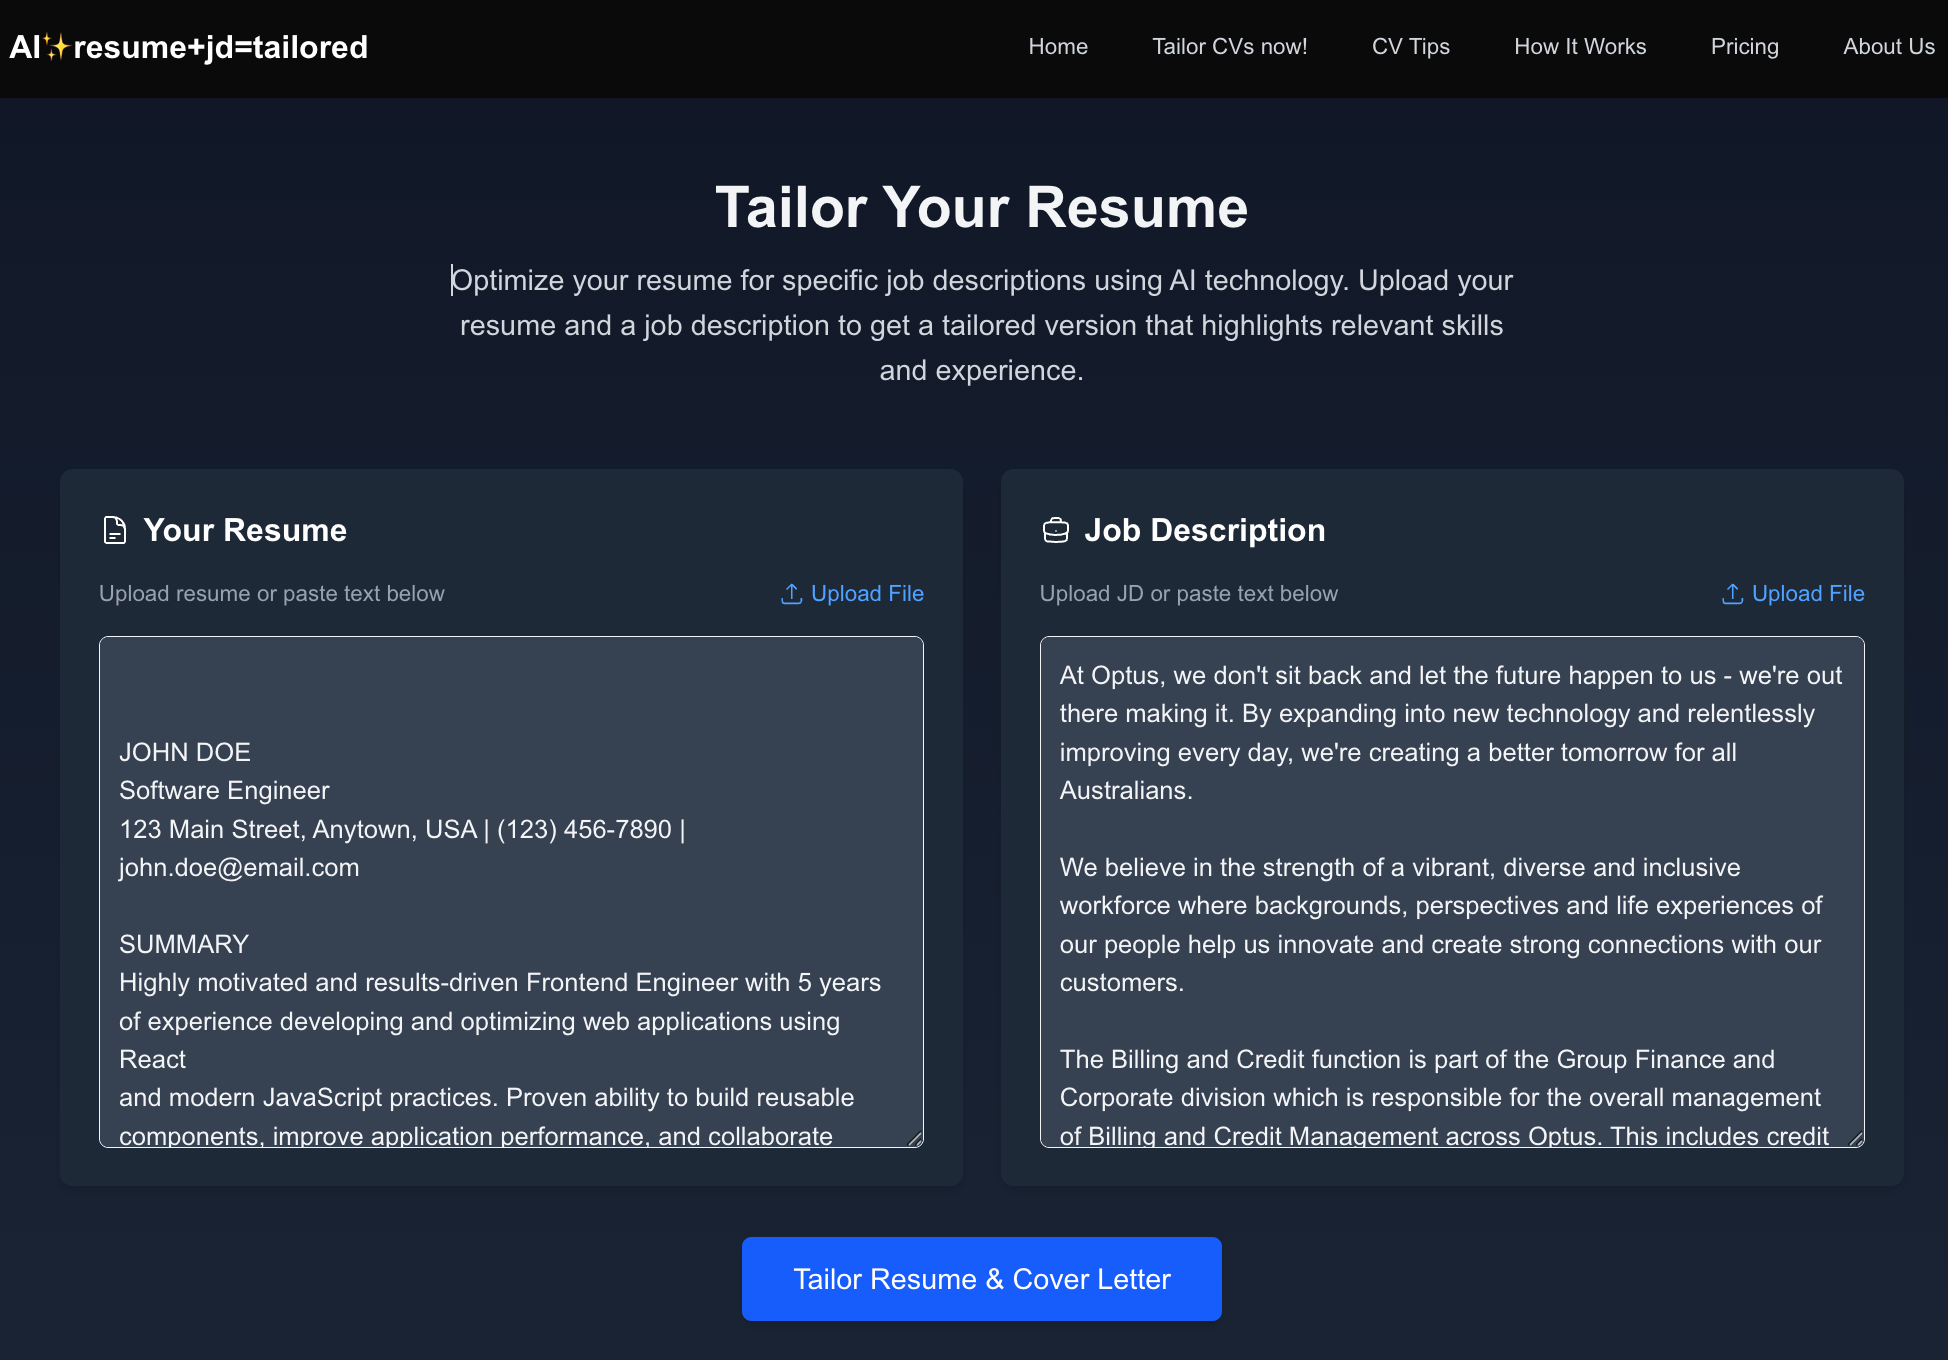 AI✨resume+jd=tailored
Home Tailor CVs now! CV Tips How It Works Pricing About Us
Tailor Your Resume
Optimize your resume for specific job descriptions using AI technology. Upload your
resume and a job description to get a tailored version that highlights relevant skills
and experience.
Your Resume
Upload resume or paste text below
Upload File
JOHN DOE
Software Engineer
123 Main Street, Anytown, USA | (123) 456-7890 |
john.doe@email.com
SUMMARY
Highly motivated and results-driven Frontend Engineer with 5 years
of experience developing and optimizing web applications using
React
and modern JavaScript practices. Proven ability to build reusable
components, improve application performance, and collaborate
Job Description
Upload JD or paste text below
Upload File
At Optus, we don't sit back and let the future happen to us - we're out
there making it. By expanding into new technology and relentlessly
improving every day, we're creating a better tomorrow for all
Australians.
We believe in the strength of a vibrant, diverse and inclusive
workforce where backgrounds, perspectives and life experiences of
our people help us innovate and create strong connections with our
customers.
The Billing and Credit function is part of the Group Finance and
Corporate division which is responsible for the overall management
of Billing and Credit Management across Optus. This includes credit
Tailor Resume & Cover Letter